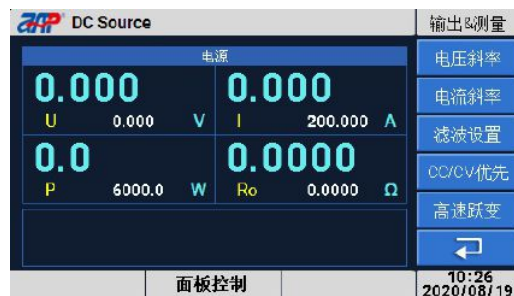 AAP DC Source
输出&测量
电源
0.000 0.000
U 0.000 V I 200.000 A
0.0 0.0000
P 6000.0 W Ro 0.0000 Ω
电压斜率
电流斜率
滤波设置
CC/CV优先
高速跃变
面板控制
10:26
2020/08/19